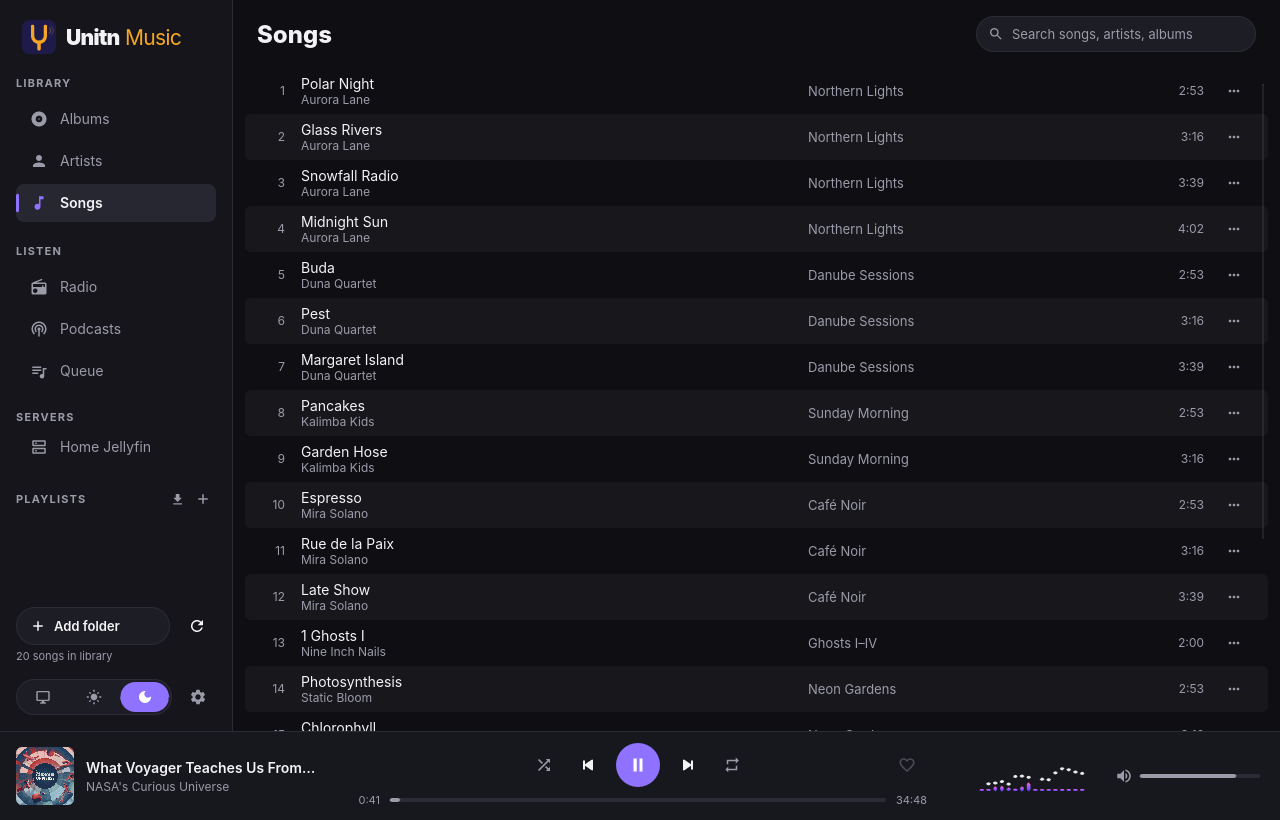 Unitn Music
LIBRARY
Albums
Artists
Songs
LISTEN
Radio
Podcasts
Queue
SERVERS
Home Jellyfin
PLAYLISTS
Add folder
20 songs in library
Songs
Search songs, artists, albums
1 Polar Night Northern Lights 2:53
Aurora Lane
2 Glass Rivers Northern Lights 3:16
Aurora Lane
3 Snowfall Radio Northern Lights 3:39
Aurora Lane
4 Midnight Sun Northern Lights 4:02
Aurora Lane
5 Buda Danube Sessions 2:53
Duna Quartet
6 Pest Danube Sessions 3:16
Duna Quartet
7 Margaret Island Danube Sessions 3:39
Duna Quartet
8 Pancakes Sunday Morning 2:53
Kalimba Kids
9 Garden Hose Sunday Morning 3:16
Kalimba Kids
10 Espresso Café Noir 2:53
Mira Solano
11 Rue de la Paix Café Noir 3:16
Mira Solano
12 Late Show Café Noir 3:39
Mira Solano
13 1 Ghosts I Ghosts I–IV 2:00
Nine Inch Nails
14 Photosynthesis Neon Gardens 2:53
Static Bloom
Chlorophyll
What Voyager Teaches Us From...
NASA's Curious Universe
0:41
34:48